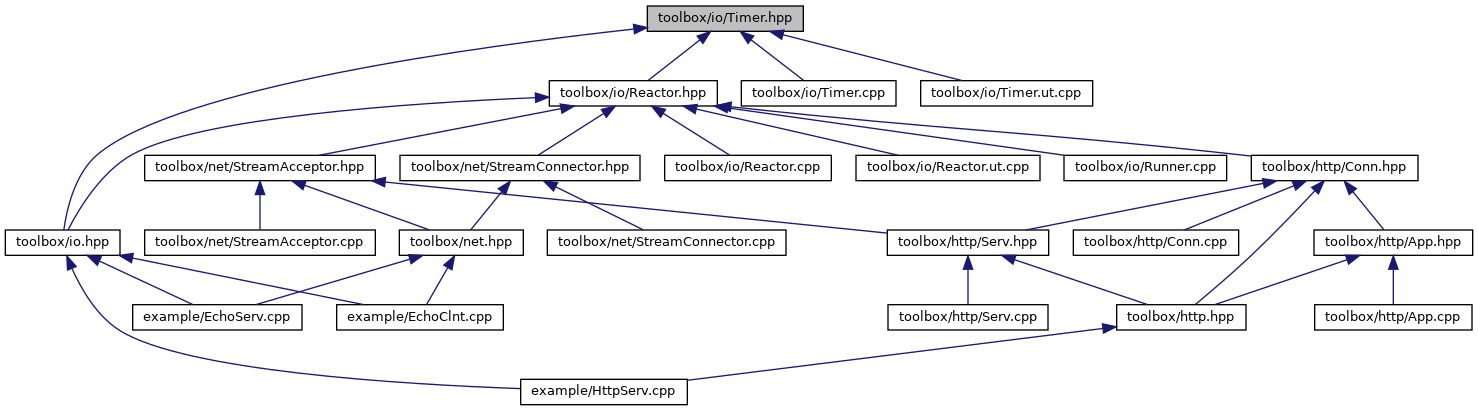 toolbox/io/Timer.hpp
toolbox/io/Reactor.hpp
toolbox/io/Timer.cpp
toolbox/io/Timer.ut.cpp
toolbox/net/StreamAcceptor.hpp
toolbox/net/StreamConnector.hpp
toolbox/io/Reactor.cpp
toolbox/io/Reactor.ut.cpp
toolbox/io/Runner.cpp
toolbox/http/Conn.hpp
toolbox/io.hpp
toolbox/net/StreamAcceptor.cpp
toolbox/net.hpp
toolbox/net/StreamConnector.cpp
toolbox/http/Serv.hpp
toolbox/http/Conn.cpp
toolbox/http/App.hpp
example/EchoServ.cpp
example/EchoClnt.cpp
toolbox/http/Serv.cpp
toolbox/http.hpp
toolbox/http/App.cpp
example/HttpServ.cpp